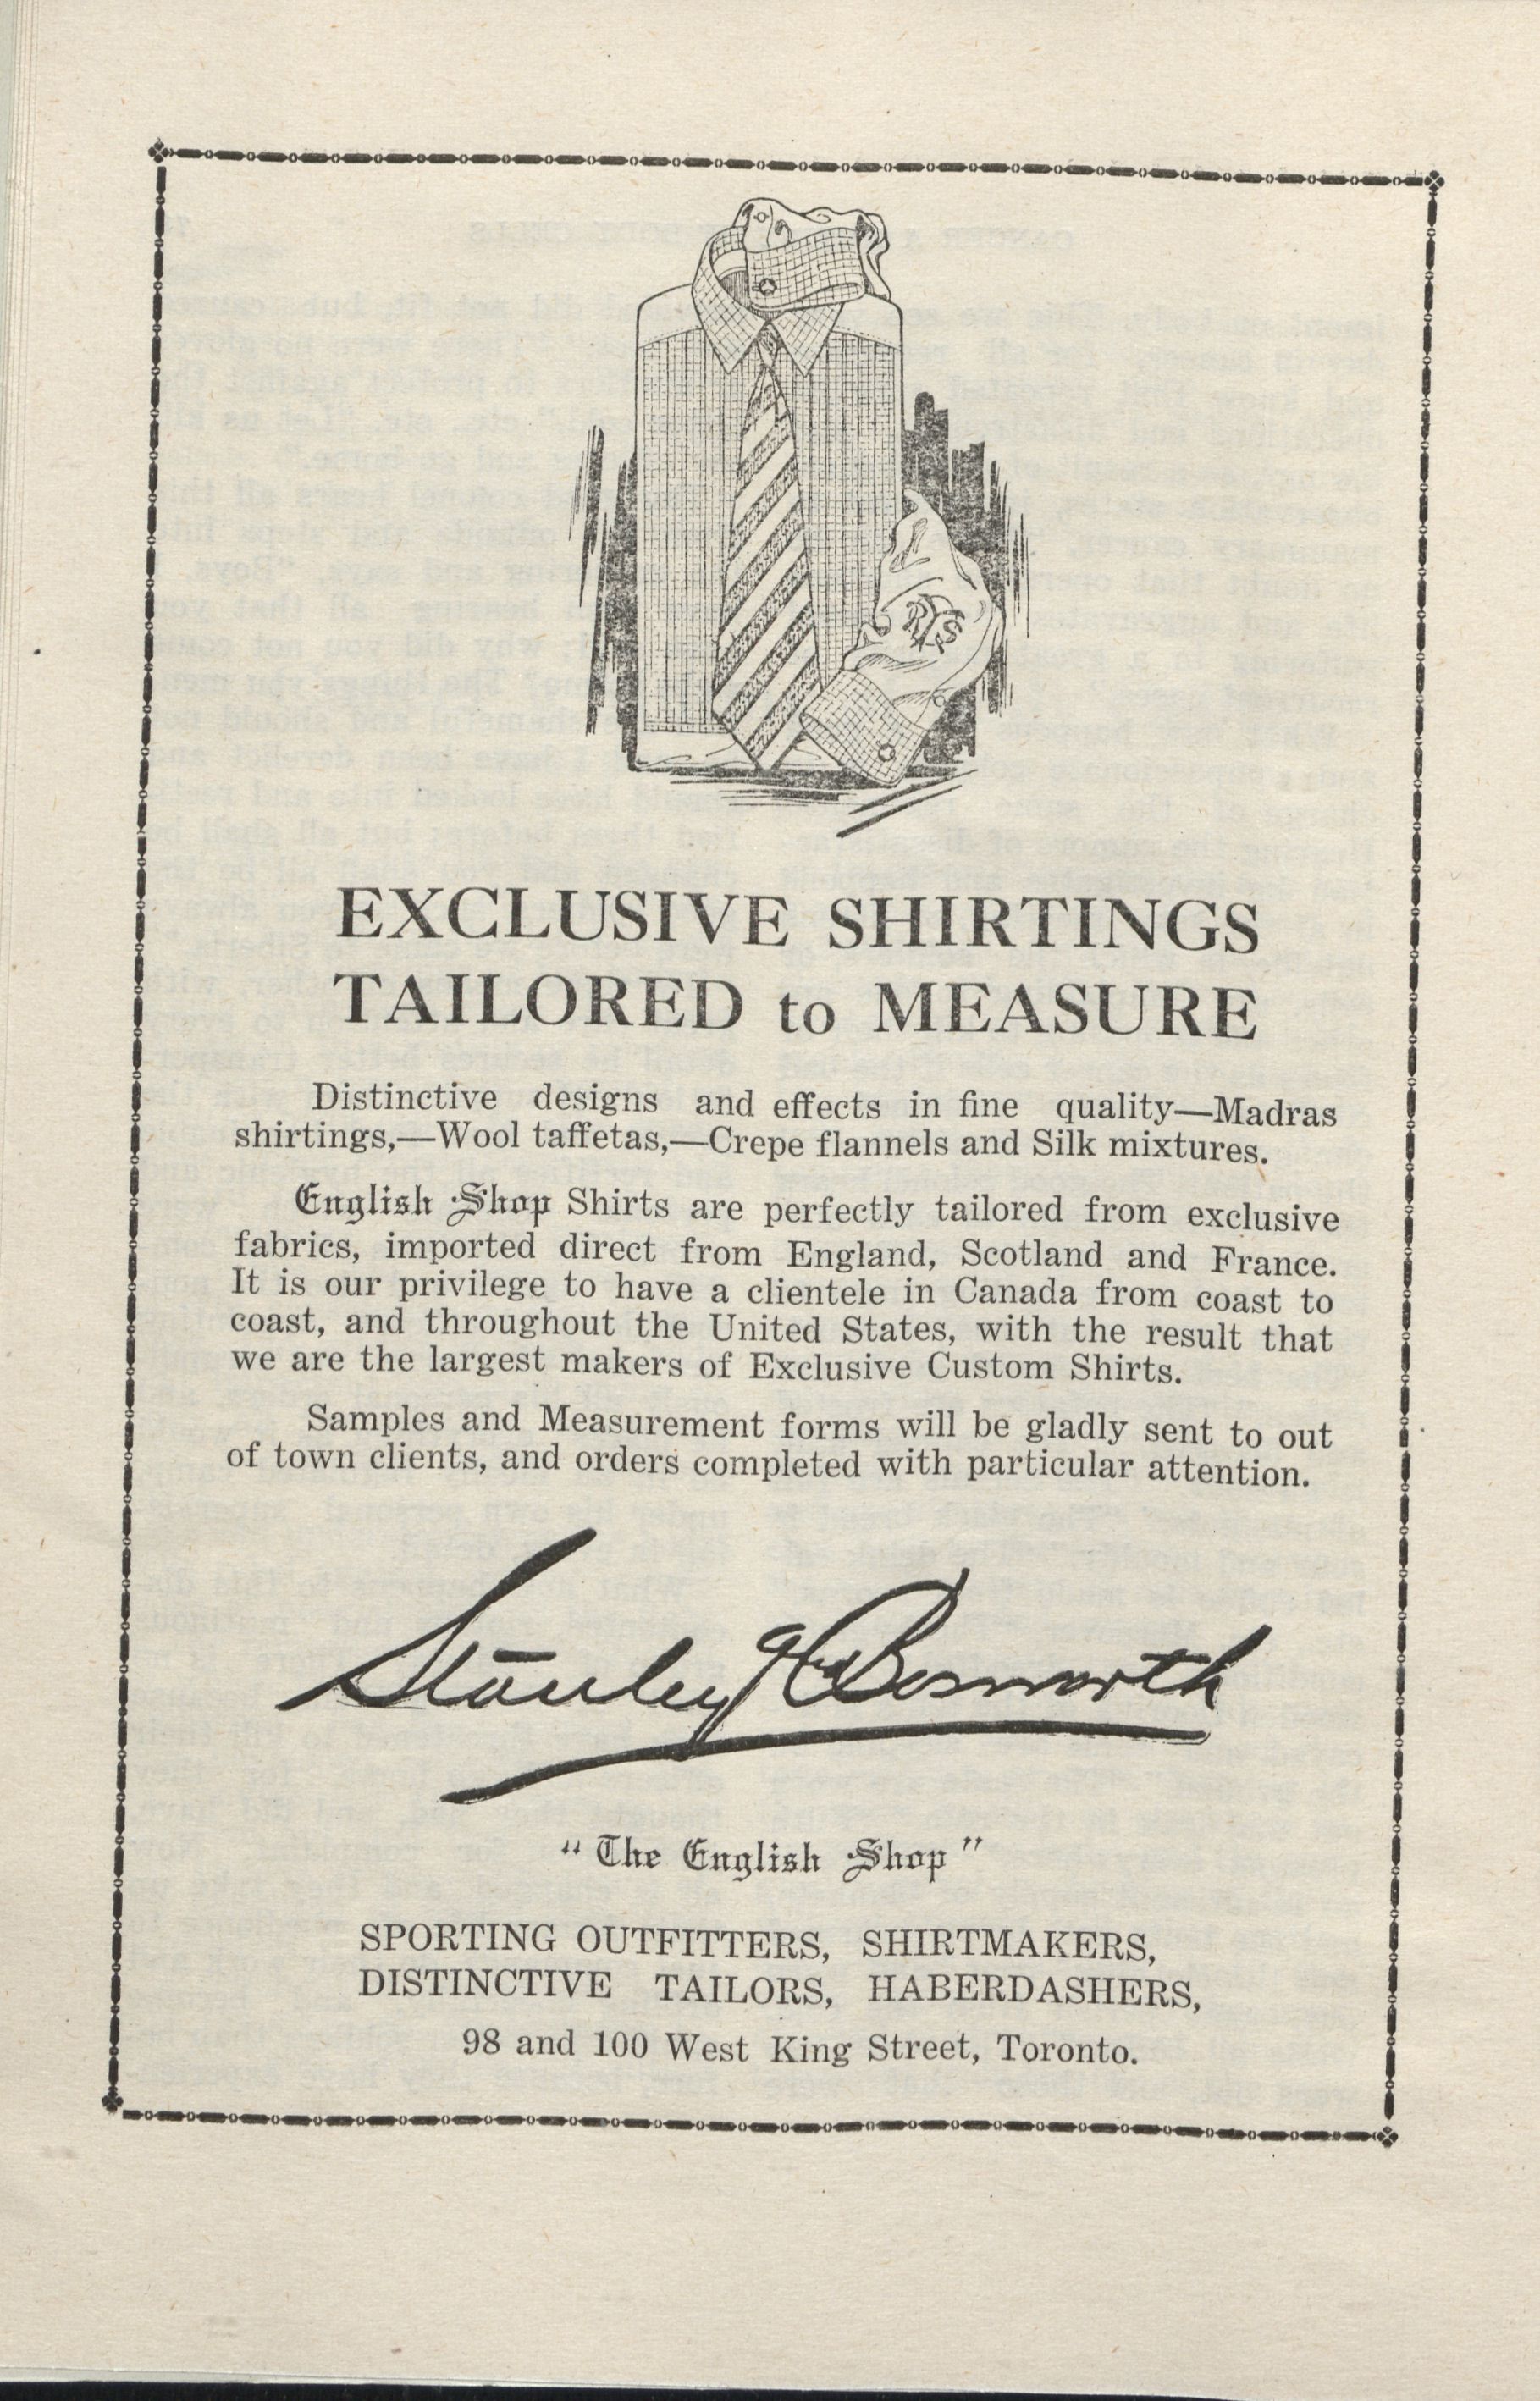 EXCLUSIVE SHIRTINGS
TAILORED to MEASURE
Distinctive designs and effects in fine quality—Madras
shirtings,—Wool taffetas,—Crepe flannels and Silk mixtures.
English Shop Shirts are perfectly tailored from exclusive
fabrics, imported direct from England, Scotland and France.
It is our privilege to have a clientele in Canada from coast to
coast, and throughout the United States, with the result that
we are the largest makers of Exclusive Custom Shirts.
Samples and Measurement forms will be gladly sent to out
of town clients, and orders completed with particular attention.
Stanley H Bosworth
"The English Shop"
SPORTING OUTFITTERS, SHIRTMAKERS,
DISTINCTIVE TAILORS, HABERDASHERS,
98 and 100 West King Street, Toronto.